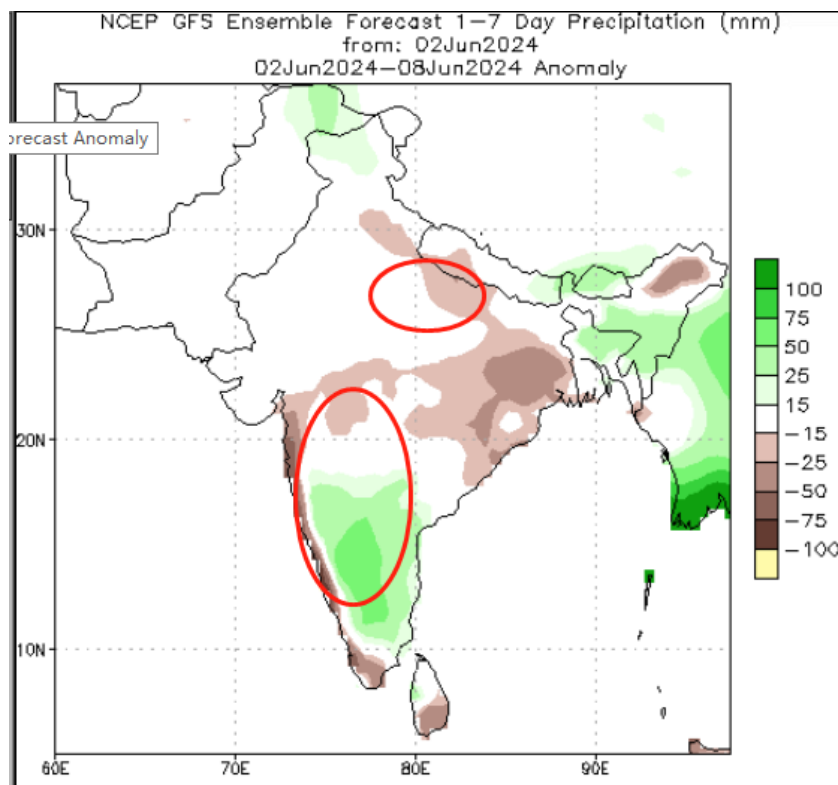 NCEP GFS Ensemble Forecast 1-7 Day Precipitation (mm)
from: 02Jun2024
02Jun2024-08Jun2024 Anomaly
orecast Anomaly
30N
20N
10N
60E
70E
80E
90E
100
75
50
25
15
-15
-25
-50
-75
-100